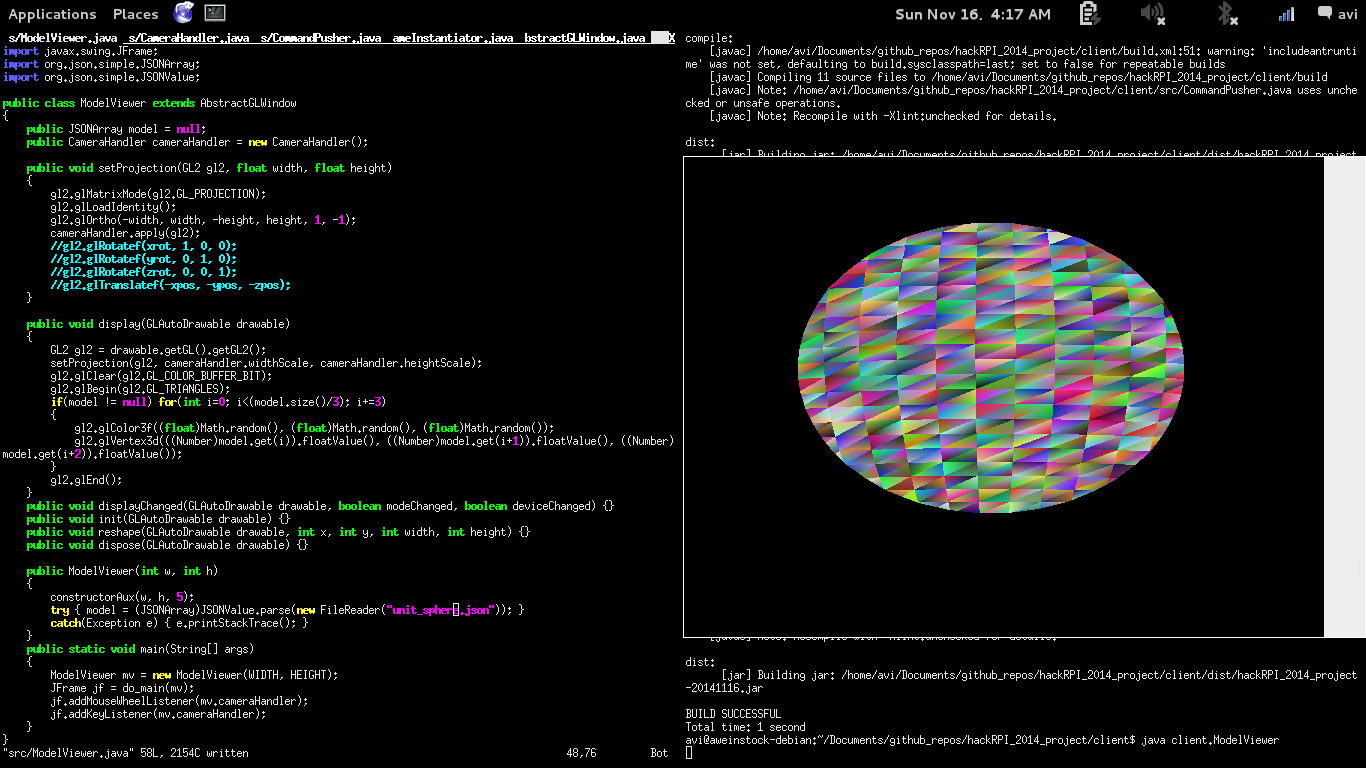 Applications Places Sun Nov 16, 4:17 AM avi
s/ModelViewer.java s/CameraHandler.java s/CommandPusher.java ameInstantiator.java bstractGLWindow.java X
import javax.swing.JFrame;
import org.json.simple.JSONArray;
import org.json.simple.JSONValue;
public class ModelViewer extends AbstractGLWindow
{
public JSONArray model = null;
public CameraHandler cameraHandler = new CameraHandler();
public void setProjection(GL2 gl2, float width, float height)
{
gl2.glMatrixMode(gl2.GL_PROJECTION);
gl2.glLoadIdentity();
gl2.glOrtho(-width, width, -height, height, 1, -1);
cameraHandler.apply(gl2);
//gl2.glRotatef(xrot, 1, 0, 0);
//gl2.glRotatef(yrot, 0, 1, 0);
//gl2.glRotatef(zrot, 0, 0, 1);
//gl2.glTranslatef(-xpos, -ypos, -zpos);
}
public void display(GLAutoDrawable drawable)
{
GL2 gl2 = drawable.getGL().getGL2();
setProjection(gl2, cameraHandler.widthScale, cameraHandler.heightScale);
gl2.glClear(gl2.GL_COLOR_BUFFER_BIT);
gl2.glBegin(gl2.GL_TRIANGLES);
if(model != null) for(int i=0; i<(model.size()/3); i+=3)
{
gl2.glColor3f((float)Math.random(), (float)Math.random(), (float)Math.random());
gl2.glVertex3d(((Number)model.get(i)).floatValue(), ((Number)model.get(i+1)).floatValue(), ((Number)
model.get(i+2)).floatValue());
}
gl2.glEnd();
}
public void displayChanged(GLAutoDrawable drawable, boolean modeChanged, boolean deviceChanged) {}
public void init(GLAutoDrawable drawable) {}
public void reshape(GLAutoDrawable drawable, int x, int y, int width, int height) {}
public void dispose(GLAutoDrawable drawable) {}
public ModelViewer(int w, int h)
{
constructorAux(w, h, 5);
try { model = (JSONArray)JSONValue.parse(new FileReader("unit_sphere.json")); }
catch(Exception e) { e.printStackTrace(); }
}
public static void main(String[] args)
{
ModelViewer mv = new ModelViewer(WIDTH, HEIGHT);
JFrame jf = do_main(mv);
jf.addMouseWheelListener(mv.cameraHandler);
jf.addKeyListener(mv.cameraHandler);
}
}
"src/ModelViewer.java" 58L, 2154C written 48,76 Bot
compile:
[javac] /home/avi/Documents/github_repos/hackRPI_2014_project/client/build.xml:51: warning: 'includeantrunti
me' was not set, defaulting to build.sysclasspath=last; set to false for repeatable builds
[javac] Compiling 11 source files to /home/avi/Documents/github_repos/hackRPI_2014_project/client/build
[javac] Note: /home/avi/Documents/github_repos/hackRPI_2014_project/client/src/CommandPusher.java uses unche
cked or unsafe operations.
[javac] Note: Recompile with -Xlint:unchecked for details.
dist:
[jar] Building jar: /home/avi/Documents/github_repos/hackRPI_2014_project/client/dist/hackRPI_2014_project
[javac] Note: Recompile with -Xlint:unchecked for details.
dist:
[jar] Building jar: /home/avi/Documents/github_repos/hackRPI_2014_project/client/dist/hackRPI_2014_project
-20141116.jar
BUILD SUCCESSFUL
Total time: 1 second
avi@aweinstock-debian:~/Documents/github_repos/hackRPI_2014_project/client$ java client.ModelViewer